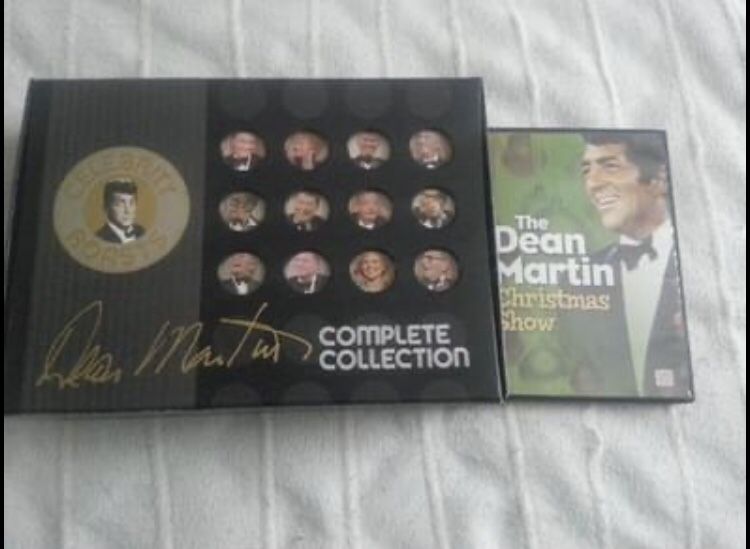 CELEBRITY
ROASTS
Dean Martin
COMPLETE
COLLECTION
The
Dean
Martin
Christmas
Show